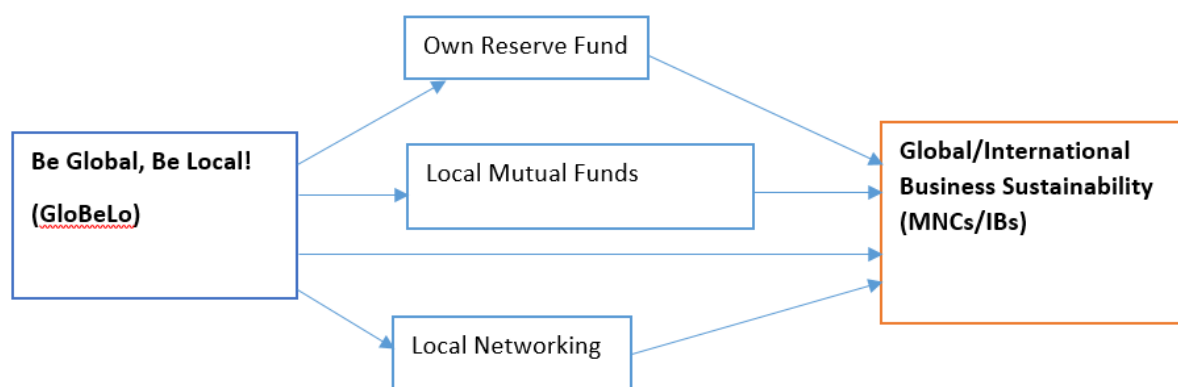 Own Reserve Fund
Be Global, Be Local!
(GloBeLo)
Local Mutual Funds
Global/International
Business Sustainability
(MNCs/IBs)
Local Networking